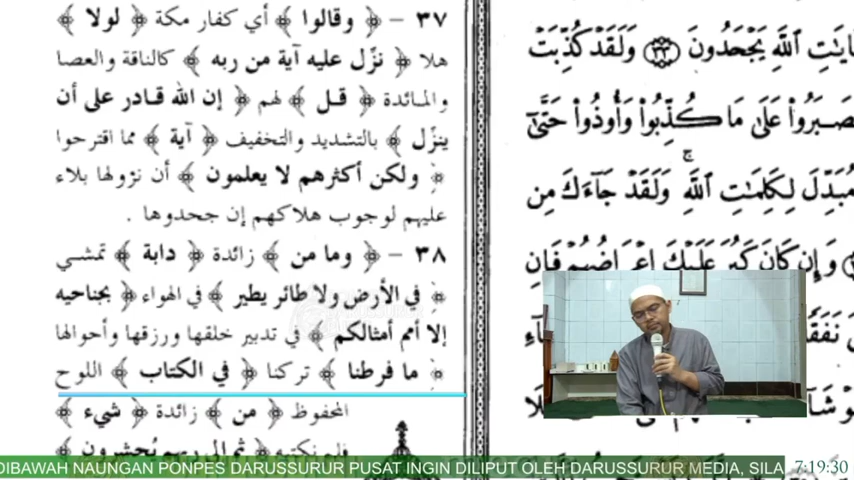 ٣٧ – ﴿ وقالوا ﴾ أي كفار مكة ﴿ لولا ﴾
هلا ﴿ نزّل عليه آية من ربه ﴾ كالناقة والعصا
والمائدة ﴿ قل ﴾ لهم ﴿ إن الله قادر على أن
ينزّل ﴾ بالتشديد والتخفيف ﴿ آية ﴾ مما اقترحوا
﴿ ولكن أكثرهم لا يعلمون ﴾ أن نزولها بلاء
عليهم لوجوب هلاكهم إن جحدوها .
٣٨ – ﴿ وما من ﴾ زائدة ﴿ دابة ﴾ تمشي
﴿ في الأرض ولا طائر يطير ﴾ في الهواء ﴿ بجناحيه
إلا أمم أمثالكم ﴾ في تدبير خلقها ورزقها وأحوالها
﴿ ما فرطنا ﴾ تركنا ﴿ في الكتاب ﴾ اللوح
المحفوظ ﴿ من ﴾ زائدة ﴿ شيء ﴾
فلم نكتبه ﴿ ثم إلى ربهم يُحشرون ﴾
بِـَٔايَٰتِ ٱللَّهِ يَجْحَدُونَ ﴿٣٣﴾ وَلَقَدْ كُذِّبَتْ
فَصَبَرُوا۟ عَلَىٰ مَا كُذِّبُوا۟ وَأُوذُوا۟ حَتَّىٰٓ
مُبَدِّلَ لِكَلِمَٰتِ ٱللَّهِ ۚ وَلَقَدْ جَآءَكَ مِن
وَإِن كَانَ كَبُرَ عَلَيْكَ إِعْرَاضُهُمْ فَإِنِ
DIBAWAH NAUNGAN PONPES DARUSSURUR PUSAT INGIN DILIPUT OLEH DARUSSURUR MEDIA, SILA
7:19:30